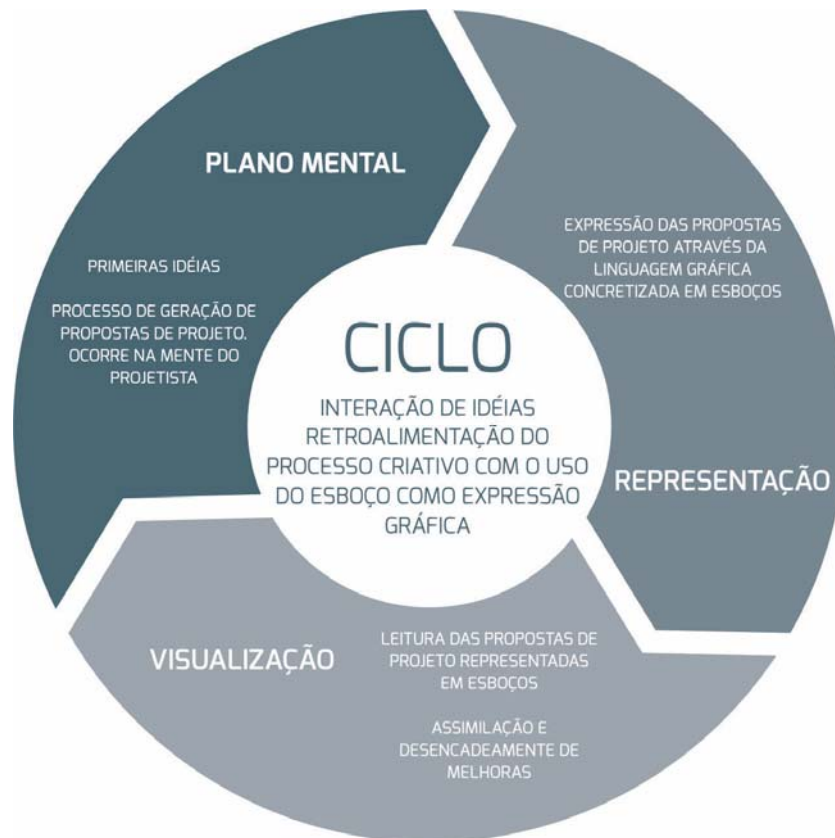 PLANO MENTAL
PRIMEIRAS IDÉIAS
PROCESSO DE GERAÇÃO DE
PROPOSTAS DE PROJETO.
OCORRE NA MENTE DO
PROJETISTA
EXPRESSÃO DAS PROPOSTAS
DE PROJETO ATRAVÉS DA
LINGUAGEM GRÁFICA
CONCRETIZADA EM ESBOÇOS
REPRESENTAÇÃO
CICLO
INTERAÇÃO DE IDÉIAS
RETROALIMENTAÇÃO DO
PROCESSO CRIATIVO COM O USO
DO ESBOÇO COMO EXPRESSÃO
GRÁFICA
VISUALIZAÇÃO
LEITURA DAS PROPOSTAS DE
PROJETO REPRESENTADAS
EM ESBOÇOS
ASSIMILAÇÃO E
DESENCADEAMENTE DE
MELHORAS